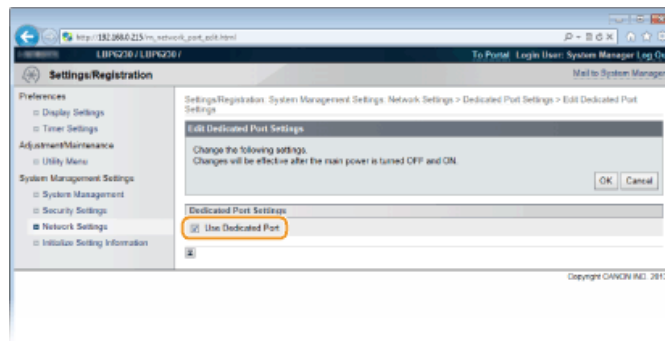 http://192.168.0.215/m_network_port_edit.html
LBP6230 / LBP6230 /
To Portal Login User: System Manager Log Ou
Settings/Registration
Mail to System Manager
Preferences
Display Settings
Timer Settings
Adjustment/Maintenance
Utility Menu
System Management Settings
System Management
Security Settings
Network Settings
Initialize Setting Information
Settings/Registration: System Management Settings: Network Settings > Dedicated Port Settings > Edit Dedicated Port
Settings
Edit Dedicated Port Settings
Change the following settings.
Changes will be effective after the main power is turned OFF and ON.
OK Cancel
Dedicated Port Settings
Use Dedicated Port
Copyright CANON INC. 201